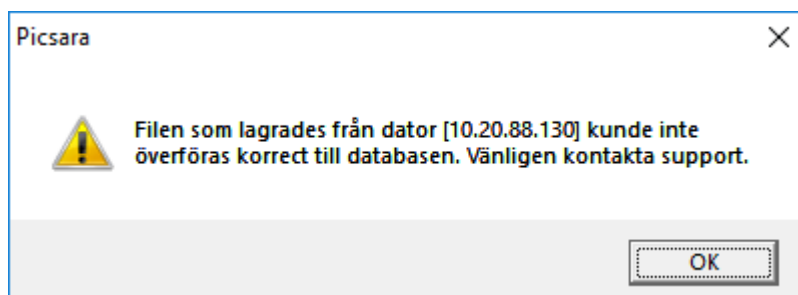 Picsara
Filen som lagrades från dator [10.20.88.130] kunde inte
överföras korrekt till databasen. Vänligen kontakta support.
OK